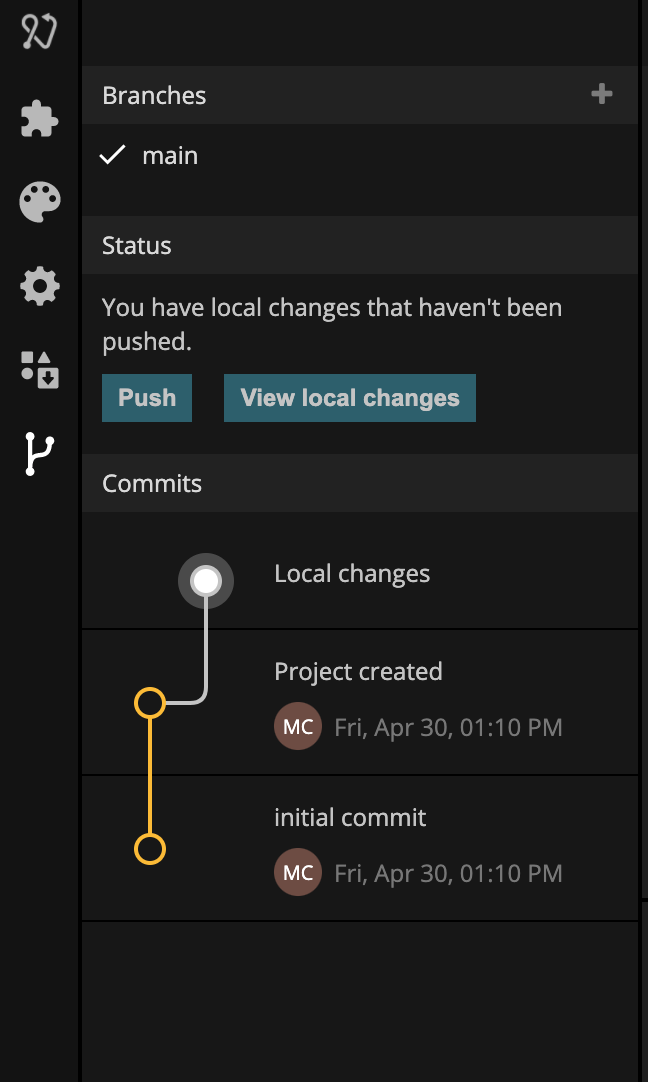 Branches
main
Status
You have local changes that haven't been
pushed.
Push View local changes
Commits
Local changes
Project created
MC Fri, Apr 30, 01:10 PM
initial commit
MC Fri, Apr 30, 01:10 PM